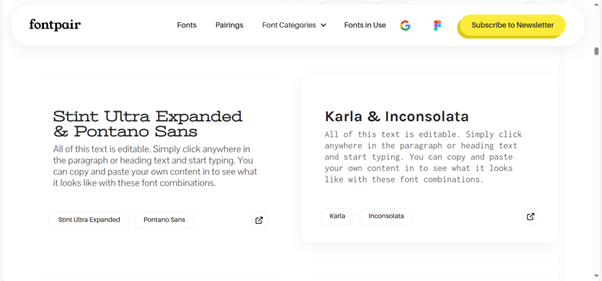 fontpair
Fonts
Pairings
Font Categories
Fonts in Use
Subscribe to Newsletter
Stint Ultra Expanded
& Pontano Sans
All of this text is editable. Simply click anywhere in
the paragraph or heading text and start typing. You
can copy and paste your own content in to see what
it looks like with these font combinations.
Stint Ultra Expanded
Pontano Sans
Karla & Inconsolata
All of this text is editable. Simply click
anywhere in the paragraph or heading text
and start typing. You can copy and paste
your own content in to see what it looks
like with these font combinations.
Karla
Inconsolata